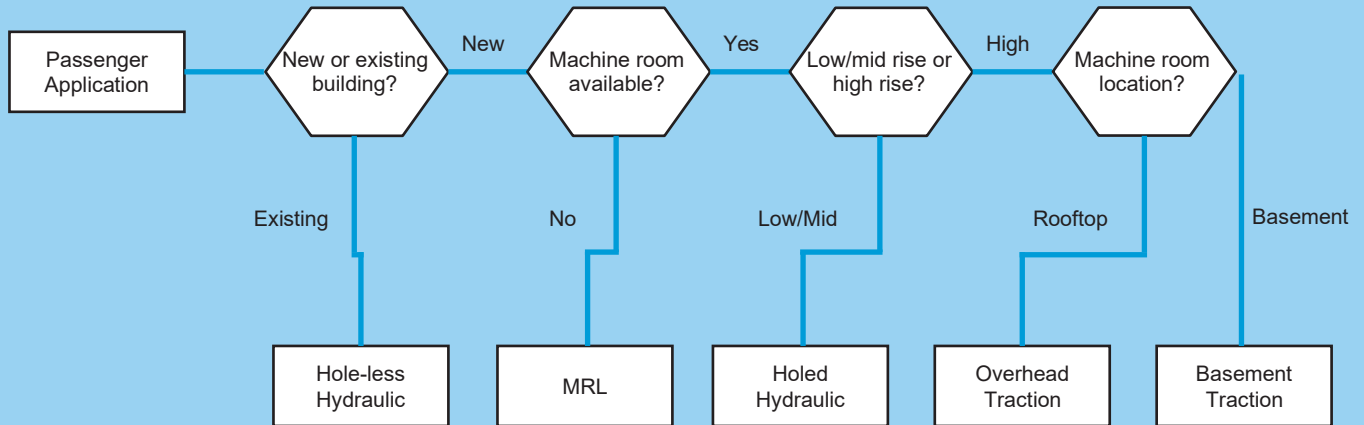 Passenger
Application
New or existing
building?
New
Machine room
available?
Yes
Low/mid rise or
high rise?
High
Machine room
location?
Existing
No
Low/Mid
Rooftop
Basement
Hole-less
Hydraulic
MRL
Holed
Hydraulic
Overhead
Traction
Basement
Traction